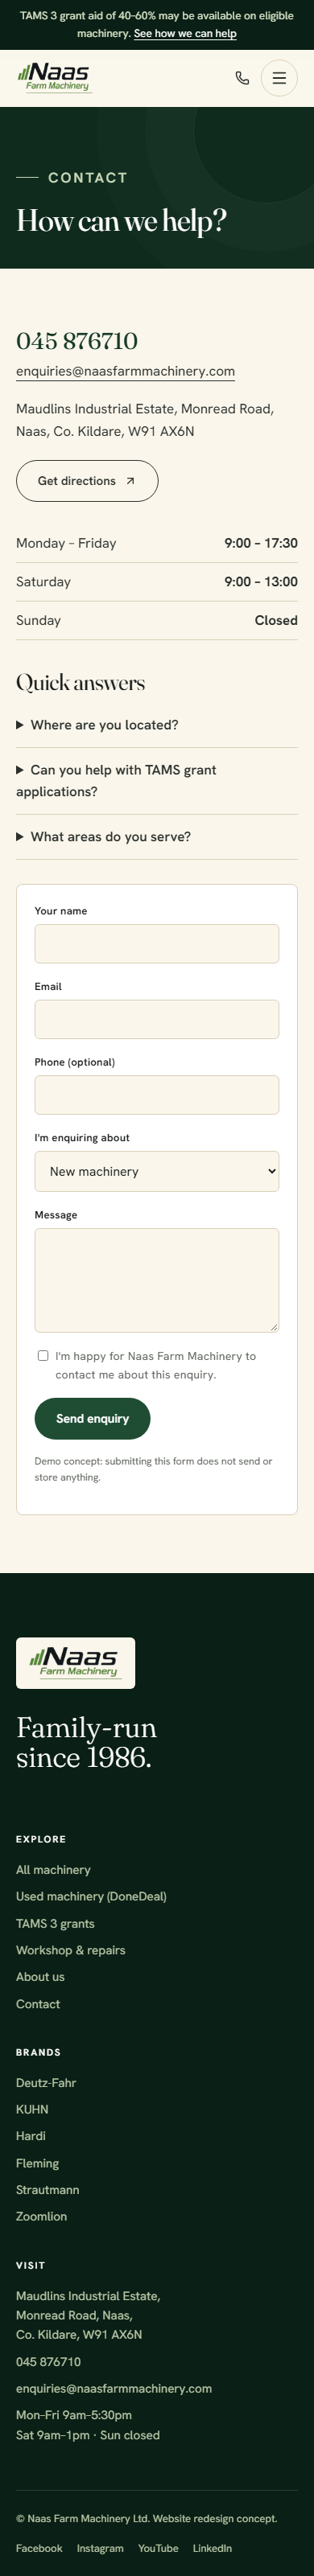 TAMS 3 grant aid of 40–60% may be available on eligible
machinery. See how we can help
Naas
Farm Machinery
CONTACT
How can we help?
045 876710
enquiries@naasfarmmachinery.com
Maudlins Industrial Estate, Monread Road,
Naas, Co. Kildare, W91 AX6N
Get directions
Monday – Friday 9:00 – 17:30
Saturday 9:00 – 13:00
Sunday Closed
Quick answers
Where are you located?
Can you help with TAMS grant
applications?
What areas do you serve?
Your name
Email
Phone (optional)
I'm enquiring about
New machinery
Message
I'm happy for Naas Farm Machinery to
contact me about this enquiry.
Send enquiry
Demo concept: submitting this form does not send or
store anything.
Naas
Farm Machinery
Family-run
since 1986.
EXPLORE
All machinery
Used machinery (DoneDeal)
TAMS 3 grants
Workshop & repairs
About us
Contact
BRANDS
Deutz-Fahr
KUHN
Hardi
Fleming
Strautmann
Zoomlion
VISIT
Maudlins Industrial Estate,
Monread Road, Naas,
Co. Kildare, W91 AX6N
045 876710
enquiries@naasfarmmachinery.com
Mon–Fri 9am–5:30pm
Sat 9am–1pm · Sun closed
© Naas Farm Machinery Ltd. Website redesign concept.
Facebook Instagram YouTube LinkedIn